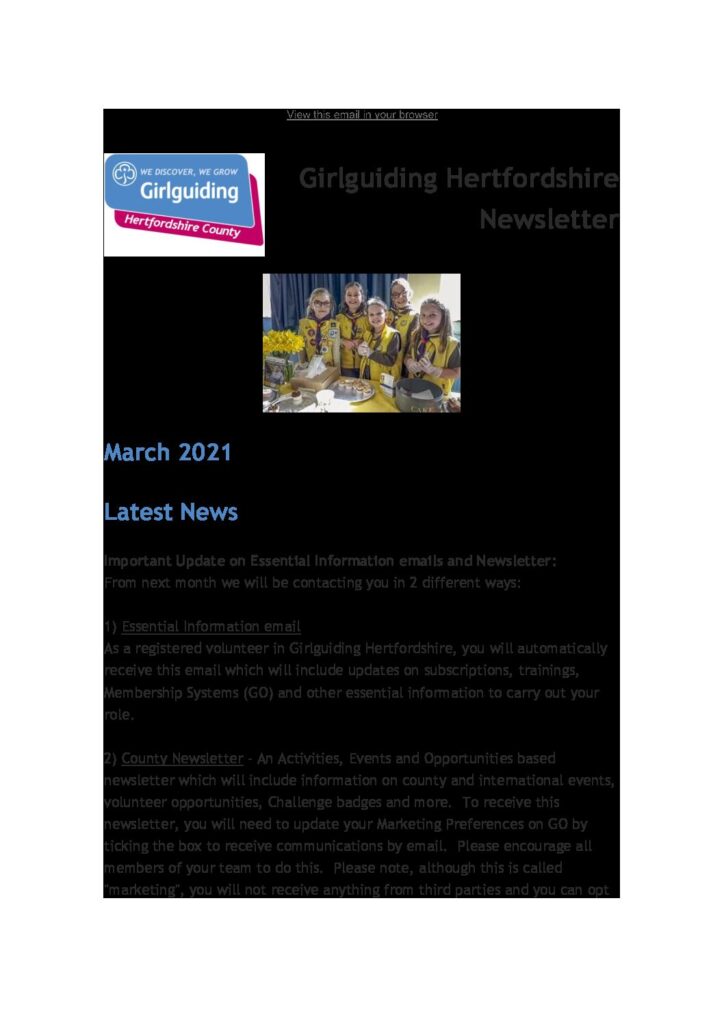 View this email in your browser
WE DISCOVER, WE GROW
Girlguiding
Hertfordshire County
Girlguiding Hertfordshire
Newsletter
CAKE
March 2021
Latest News
Important Update on Essential Information emails and Newsletter:
From next month we will be contacting you in 2 different ways:
1) Essential Information email
As a registered volunteer in Girlguiding Hertfordshire, you will automatically
receive this email which will include updates on subscriptions, trainings,
Membership Systems (GO) and other essential information to carry out your
role.
2) County Newsletter - An Activities, Events and Opportunities based
newsletter which will include information on county and international events,
volunteer opportunities, Challenge badges and more.  To receive this
newsletter, you will need to update your Marketing Preferences on GO by
ticking the box to receive communications by email.  Please encourage all
members of your team to do this.  Please note, although this is called
"marketing", you will not receive anything from third parties and you can opt